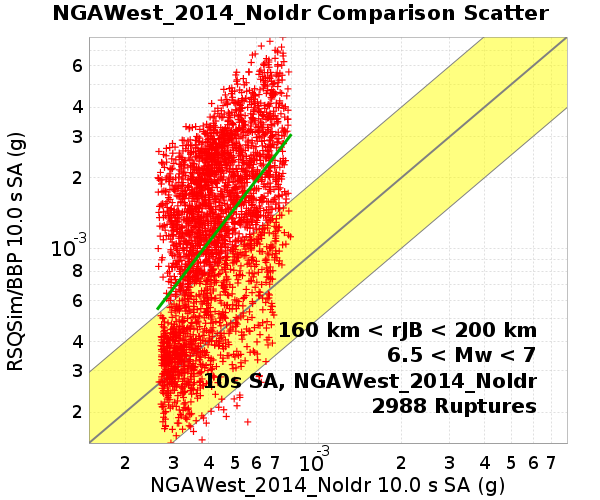 NGAWest_2014_NoIdr Comparison Scatter
RSQSim/BBP 10.0 s SA (g)
6
4
3
2
10-3
8
6
4
3
2
160 km < rJB < 200 km
6.5 < Mw < 7
10s SA, NGAWest_2014_NoIdr
2988 Ruptures
2 3 4 5 6 7 10-3 2 3 4 5 6 7
NGAWest_2014_NoIdr 10.0 s SA (g)